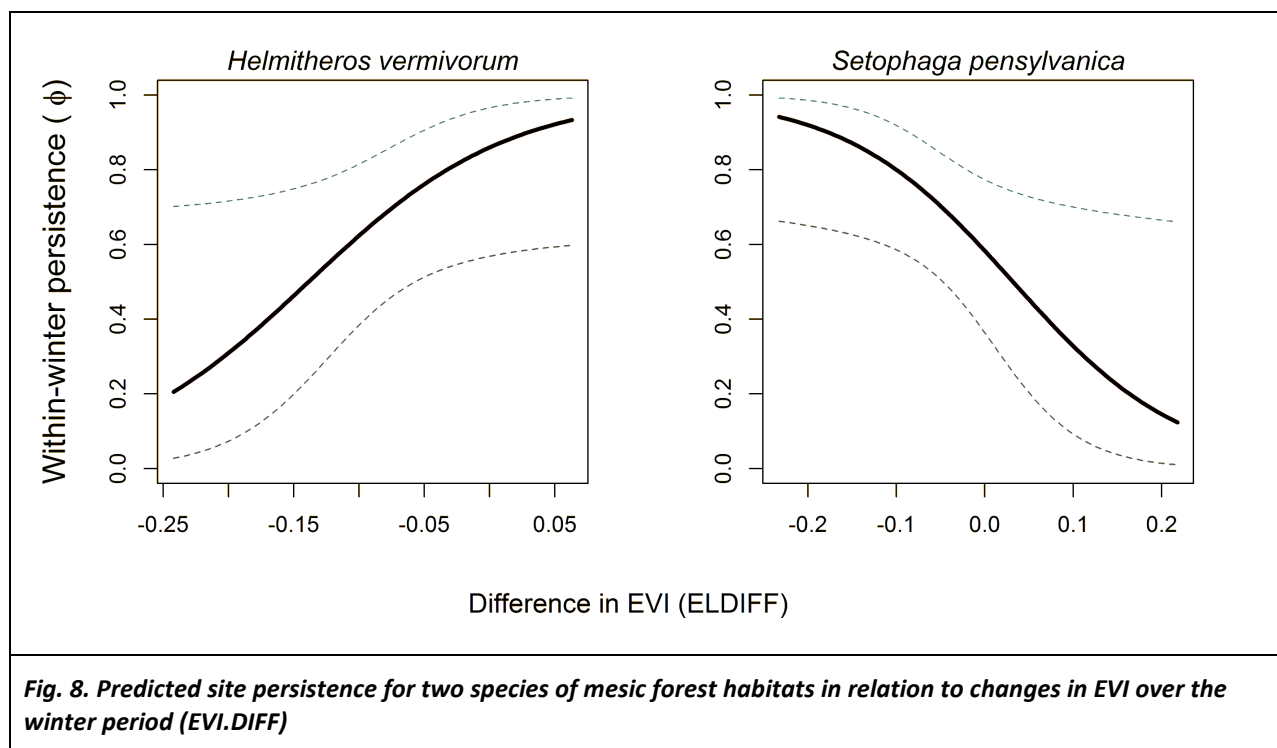 Helmitheros vermivorum
Setophaga pensylvanica
Within-winter persistence ( ϕ)
1.0
0.8
0.6
0.4
0.2
0.0
-0.25 -0.15 -0.05 0.05
1.0
0.8
0.6
0.4
0.2
0.0
-0.2 -0.1 0.0 0.1 0.2
Difference in EVI (ELDIFF)
Fig. 8. Predicted site persistence for two species of mesic forest habitats in relation to changes in EVI over the
winter period (EVI.DIFF)